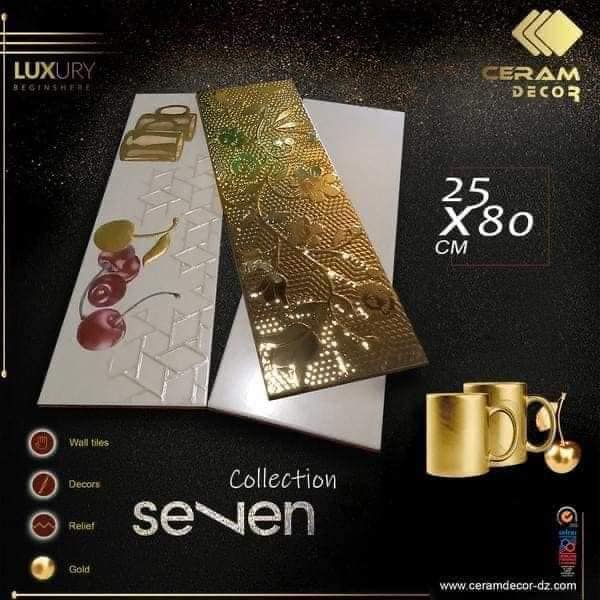 LUXURY
BEGINSHERE
CERAM
DECOR
25
X80
CM
Wall tiles
Decors
Relief
Gold
Collection
seven
www.ceramdecor-dz.com